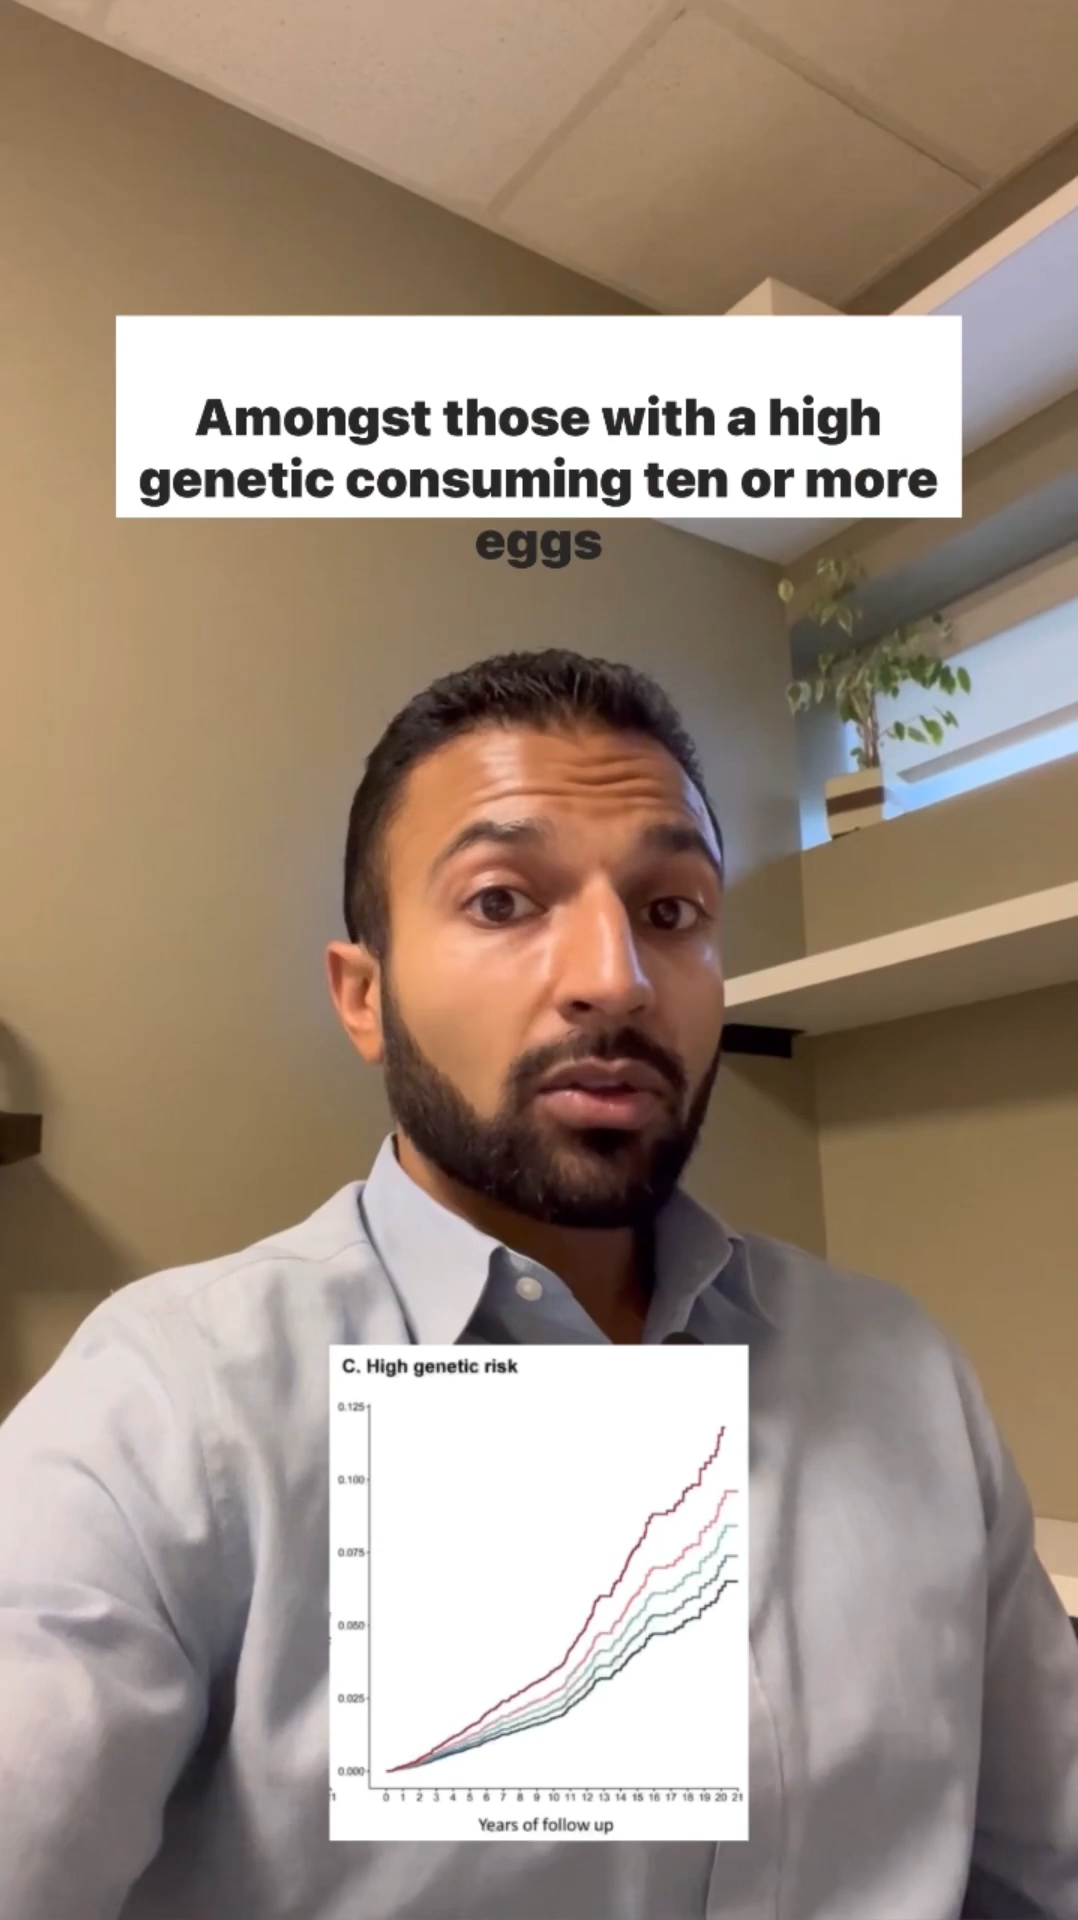 Amongst those with a high
genetic consuming ten or more
eggs
C. High genetic risk
0.125
0.100
0.075
0.050
0.025
0.000
0 1 2 3 4 5 6 7 8 9 10 11 12 13 14 15 16 17 18 19 20 21
Years of follow up